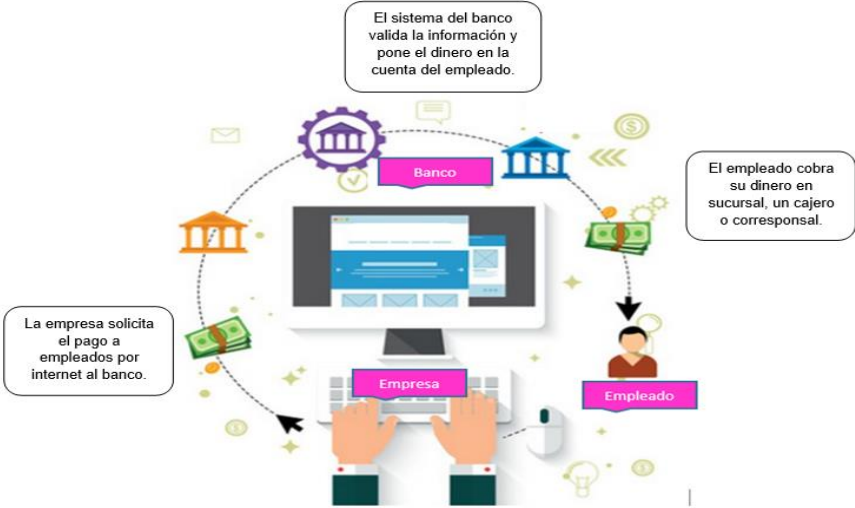 El sistema del banco
valida la información y
pone el dinero en la
cuenta del empleado.
Banco
El empleado cobra
su dinero en
sucursal, un cajero
o corresponsal.
La empresa solicita
el pago a
empleados por
internet al banco.
Empresa
Empleado